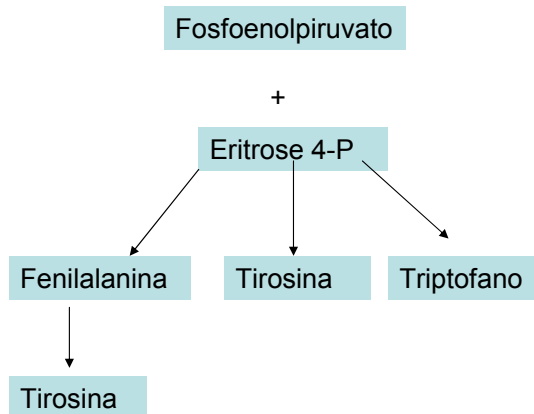 Fosfoenolpiruvato
+
Eritrose 4-P
Fenilalanina
Tirosina
Triptofano
Tirosina